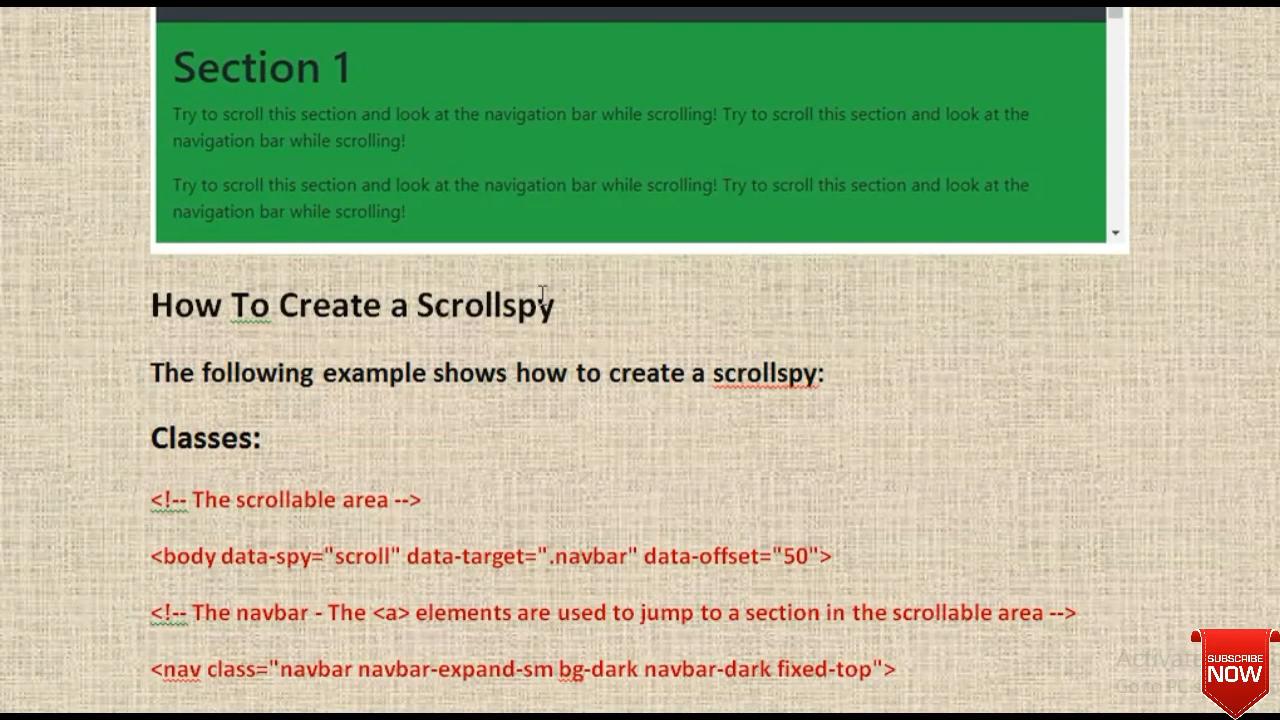 Section 1
Try to scroll this section and look at the navigation bar while scrolling! Try to scroll this section and look at the
navigation bar while scrolling!
Try to scroll this section and look at the navigation bar while scrolling! Try to scroll this section and look at the
navigation bar while scrolling!
How To Create a Scrollspy
The following example shows how to create a scrollspy:
Classes:
<!-- The scrollable area -->
<body data-spy="scroll" data-target=".navbar" data-offset="50">
<!-- The navbar - The <a> elements are used to jump to a section in the scrollable area -->
<nav class="navbar navbar-expand-sm bg-dark navbar-dark fixed-top">
Activate
Go to PC
SUBSCRIBE
NOW